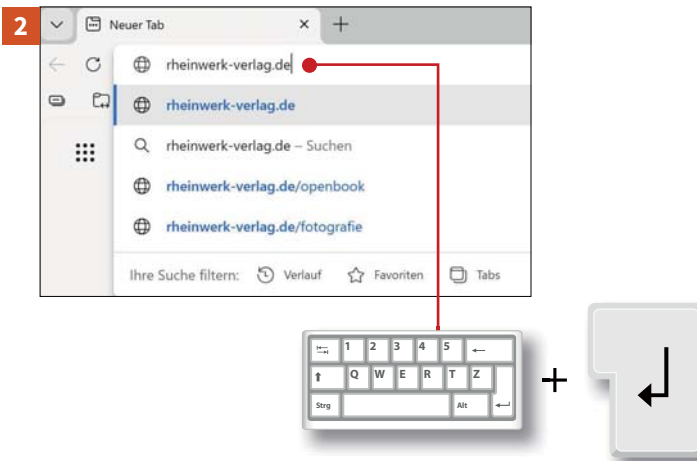 2
Neuer Tab
rheinwerk-verlag.de
rheinwerk-verlag.de
rheinwerk-verlag.de – Suchen
rheinwerk-verlag.de/openbook
rheinwerk-verlag.de/fotografie
Ihre Suche filtern: Verlauf Favoriten Tabs
1 2 3 4 5
Q W E R T Z
Strg Alt
+